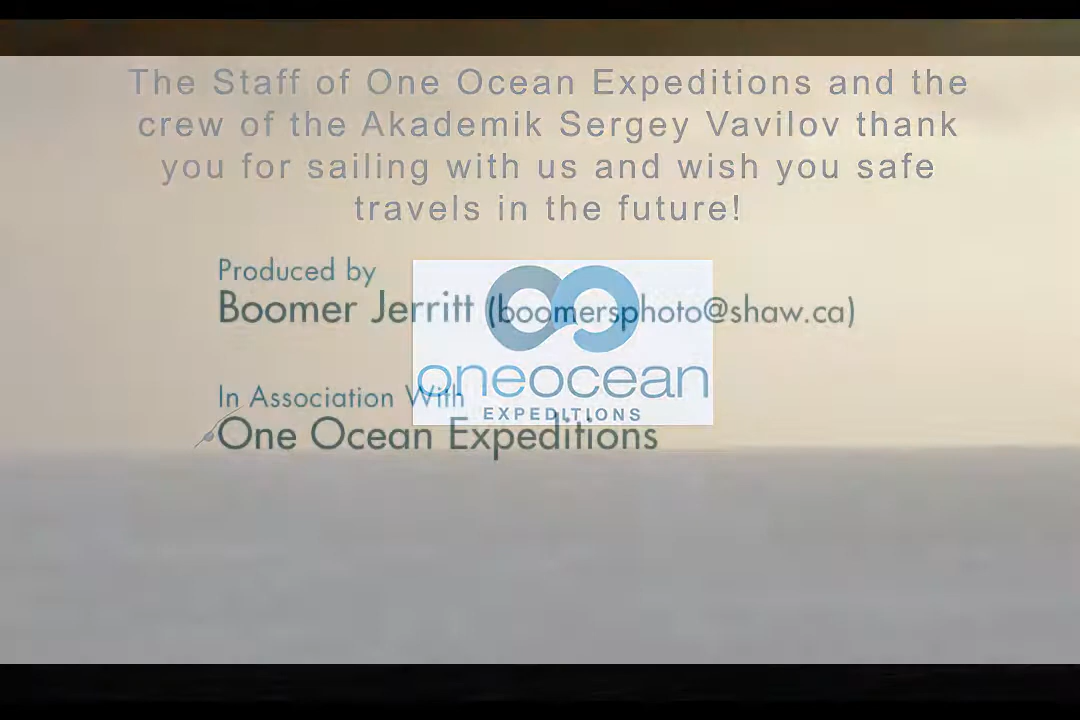 The Staff of One Ocean Expeditions and the
crew of the Akademik Sergey Vavilov thank
you for sailing with us and wish you safe
travels in the future!
Produced by
Boomer Jerritt (boomersphoto@shaw.ca)
oneocean
EXPEDITIONS
In Association With
One Ocean Expeditions